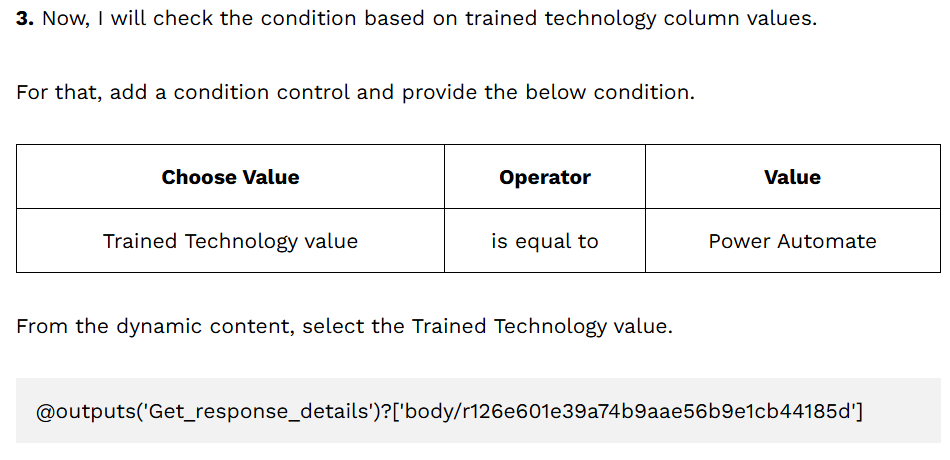 3. Now, I will check the condition based on trained technology column values.
For that, add a condition control and provide the below condition.
Choose Value Operator Value
Trained Technology value is equal to Power Automate
From the dynamic content, select the Trained Technology value.
@outputs('Get_response_details')?['body/r126e601e39a74b9aae56b9e1cb44185d']